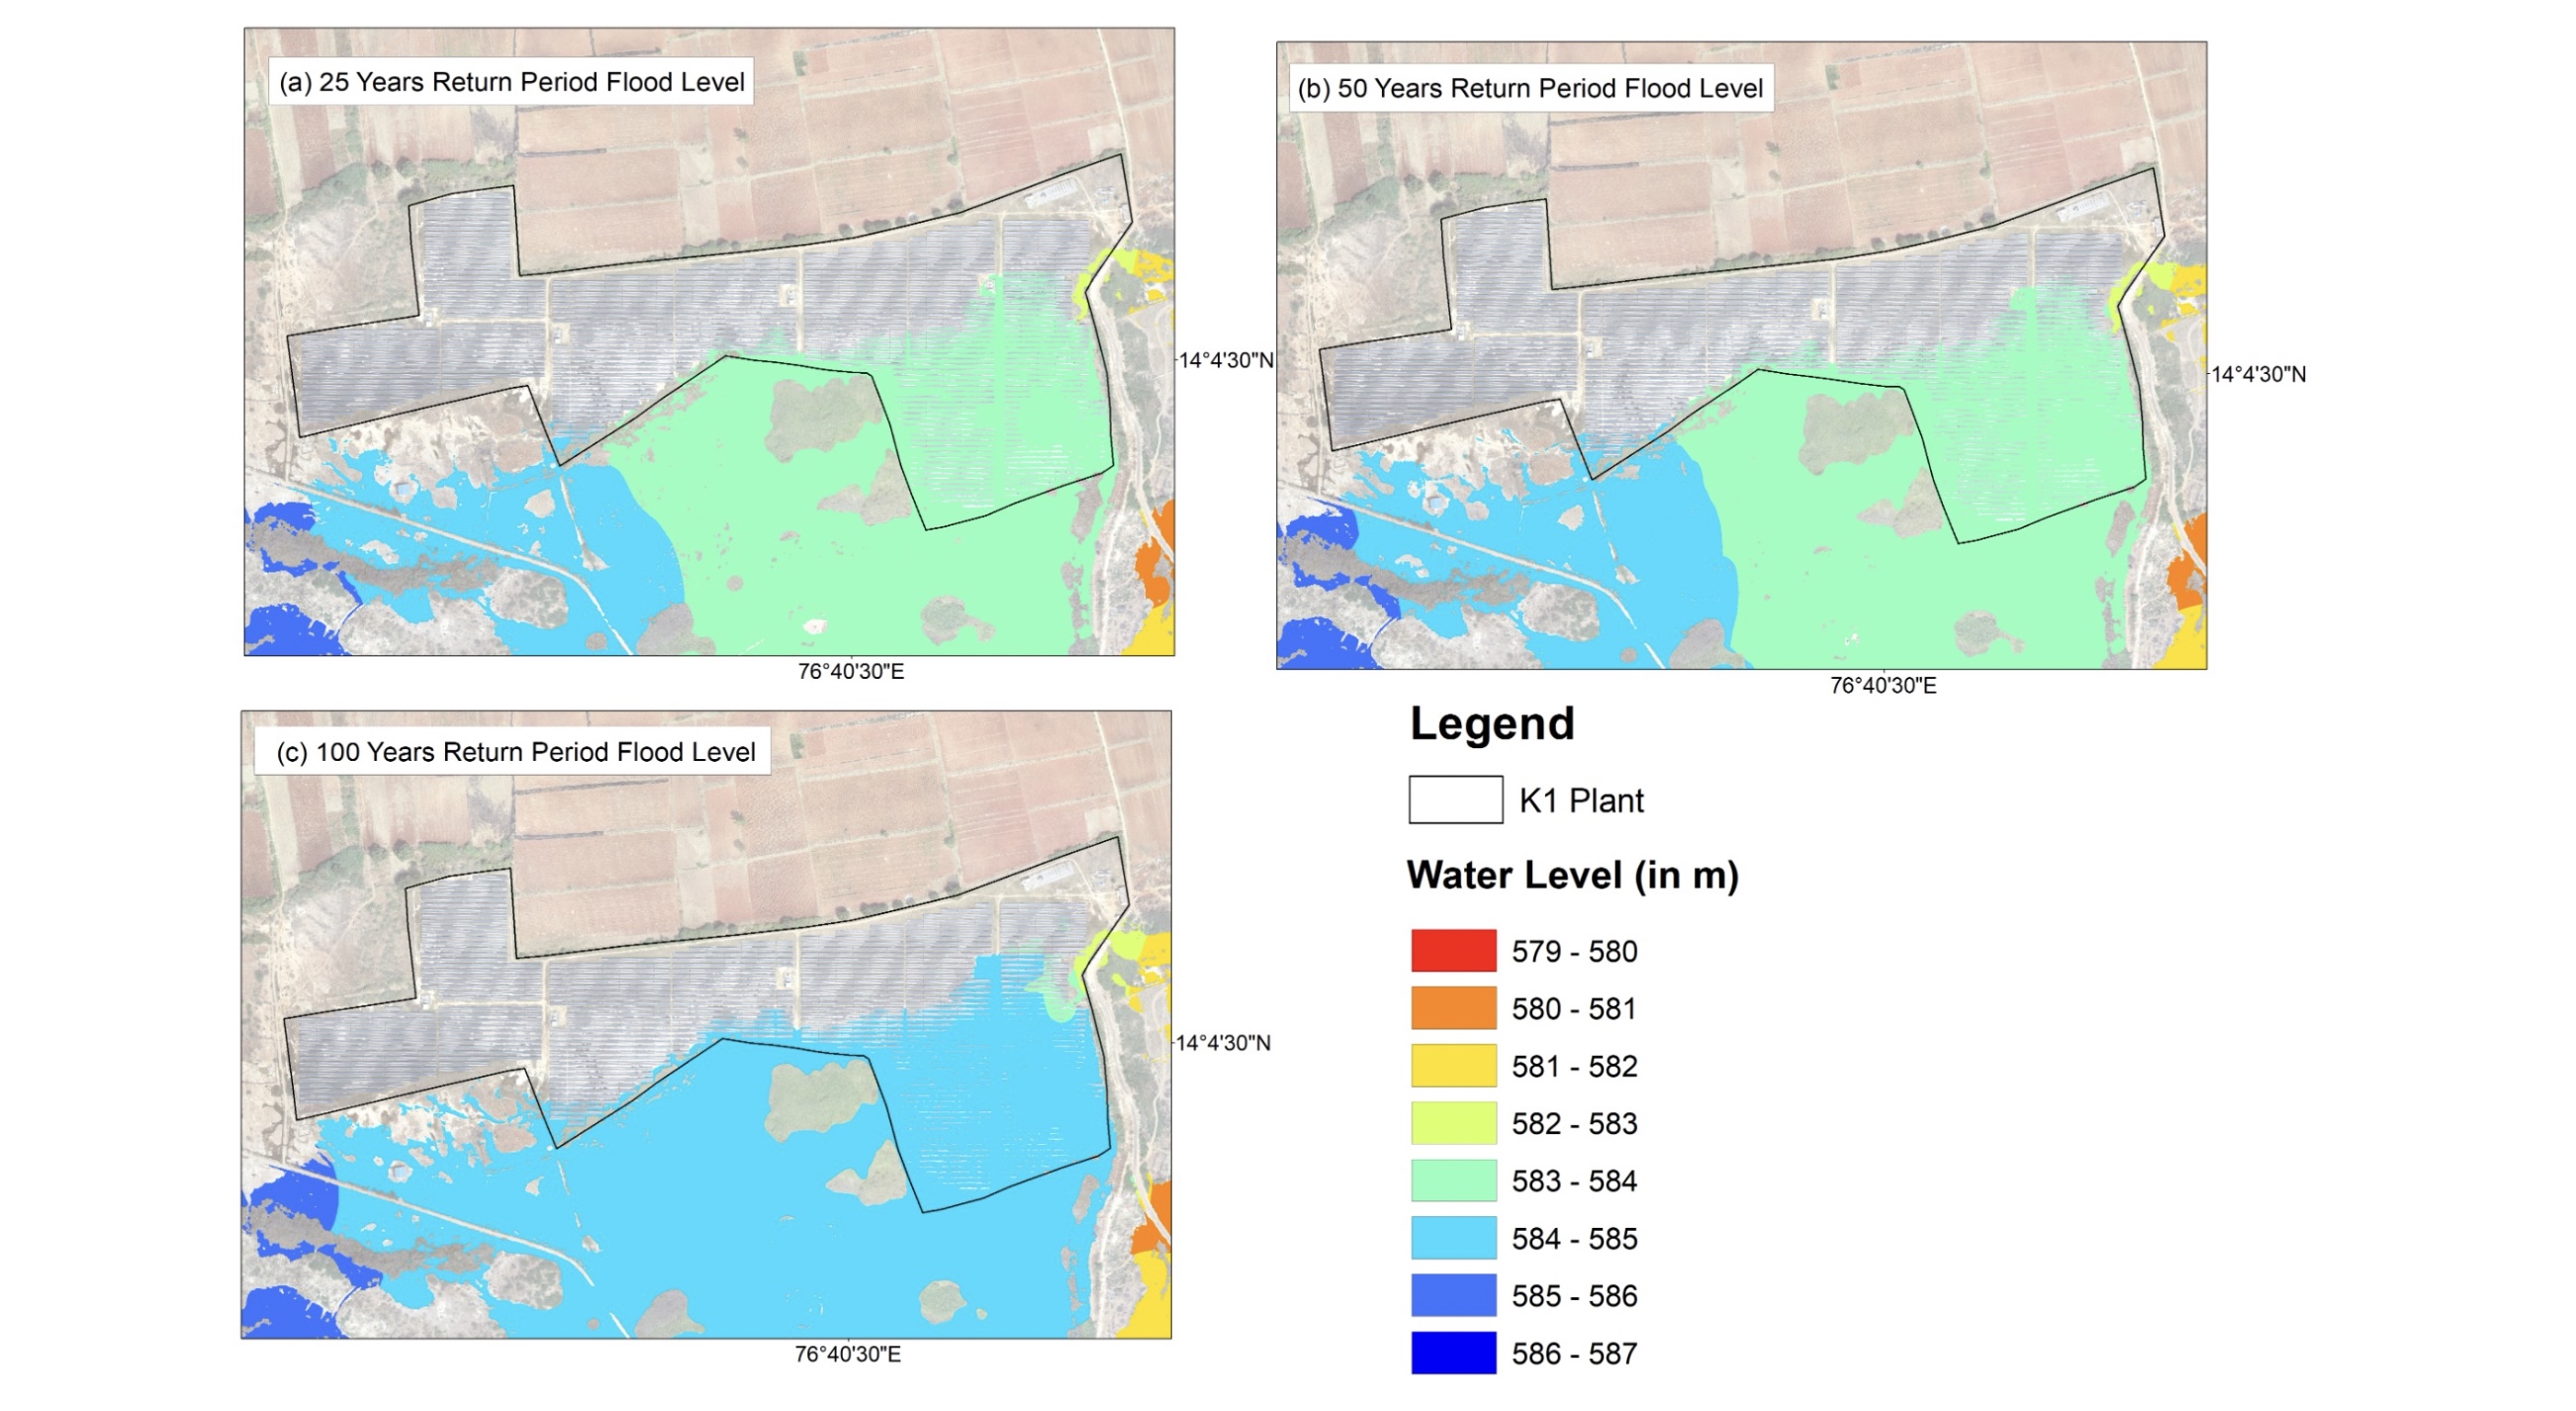 (a) 25 Years Return Period Flood Level
14°4'30"N
76°40'30"E
(b) 50 Years Return Period Flood Level
14°4'30"N
76°40'30"E
(c) 100 Years Return Period Flood Level
14°4'30"N
76°40'30"E
Legend
K1 Plant
Water Level (in m)
579 - 580
580 - 581
581 - 582
582 - 583
583 - 584
584 - 585
585 - 586
586 - 587